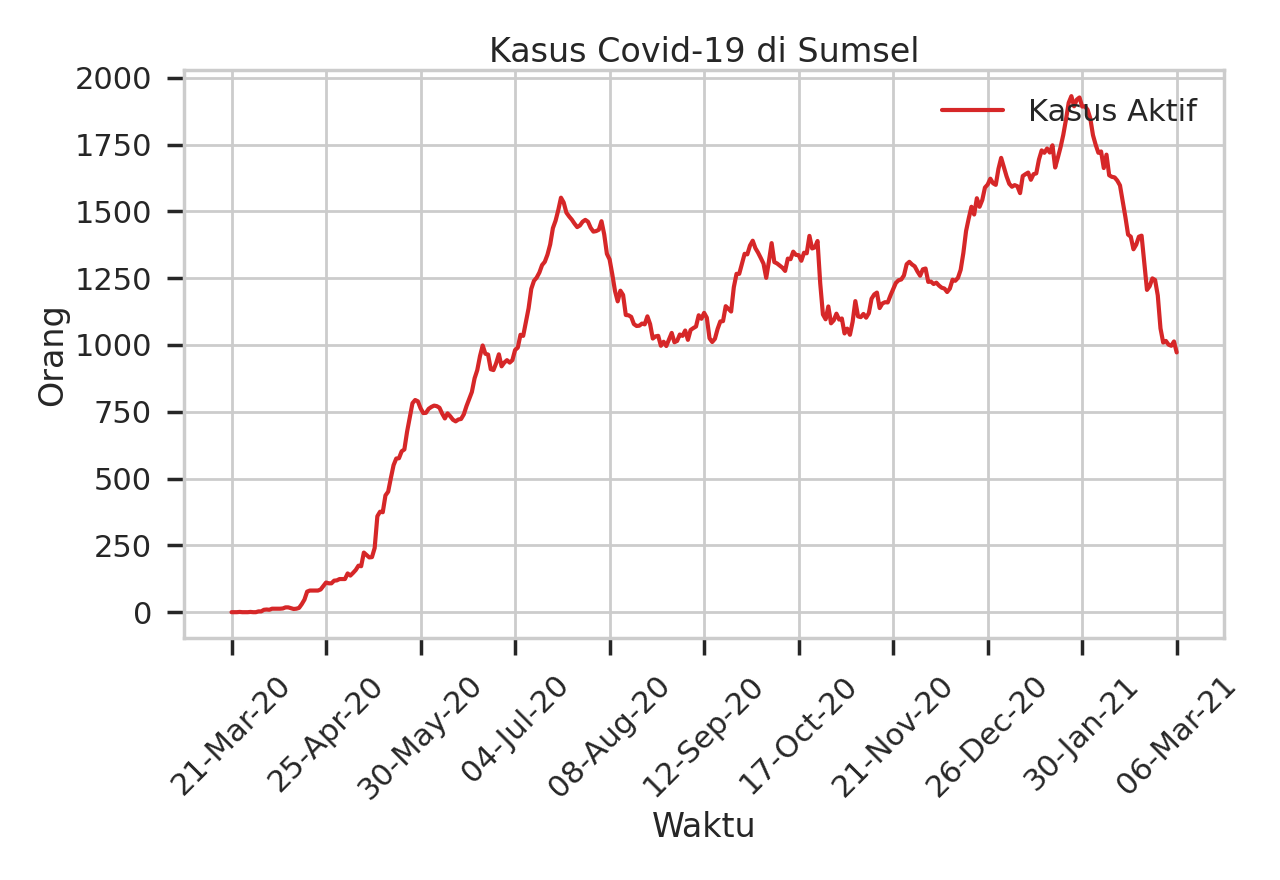 Kasus Covid-19 di Sumsel
Kasus Aktif
Orang
2000
1750
1500
1250
1000
750
500
250
0
21-Mar-20
25-Apr-20
30-May-20
04-Jul-20
08-Aug-20
12-Sep-20
17-Oct-20
21-Nov-20
26-Dec-20
30-Jan-21
06-Mar-21
Waktu